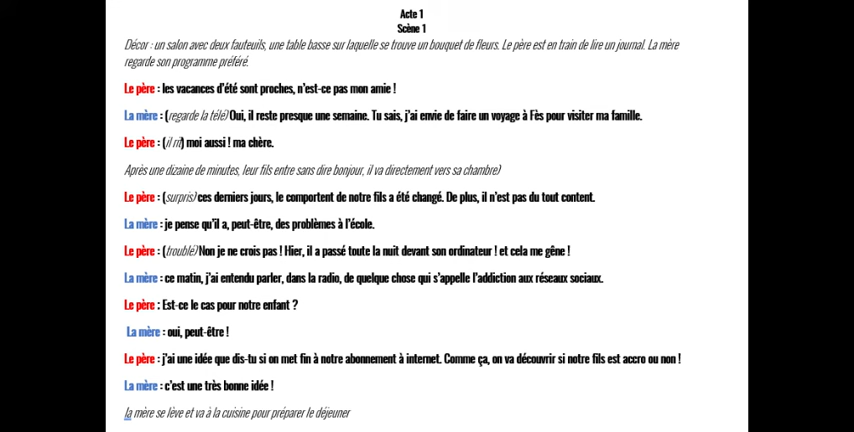 Acte 1
Scène 1
Décor : un salon avec deux fauteuils, une table basse sur laquelle se trouve un bouquet de fleurs. Le père est en train de lire un journal. La mère
regarde son programme préféré.
Le père : les vacances d'été sont proches, n'est-ce pas mon amie !
La mère : (regarde la télé) Oui, il reste presque une semaine. Tu sais, j'ai envie de faire un voyage à Fès pour visiter ma famille.
Le père : (il rit) moi aussi ! ma chère.
Après une dizaine de minutes, leur fils entre sans dire bonjour, il va directement vers sa chambre)
Le père : (surpris) ces derniers jours, le comportent de notre fils a été changé. De plus, il n'est pas du tout content.
La mère : je pense qu'il a, peut-être, des problèmes à l'école.
Le père : (troublé) Non je ne crois pas ! Hier, il a passé toute la nuit devant son ordinateur ! et cela me gêne !
La mère : ce matin, j'ai entendu parler, dans la radio, de quelque chose qui s'appelle l'addiction aux réseaux sociaux.
Le père : Est-ce le cas pour notre enfant ?
La mère : oui, peut-être !
Le père : j'ai une idée que dis-tu si on met fin à notre abonnement à internet. Comme ça, on va découvrir si notre fils est accro ou non !
La mère : c'est une très bonne idée !
la mère se lève et va à la cuisine pour préparer le déjeuner